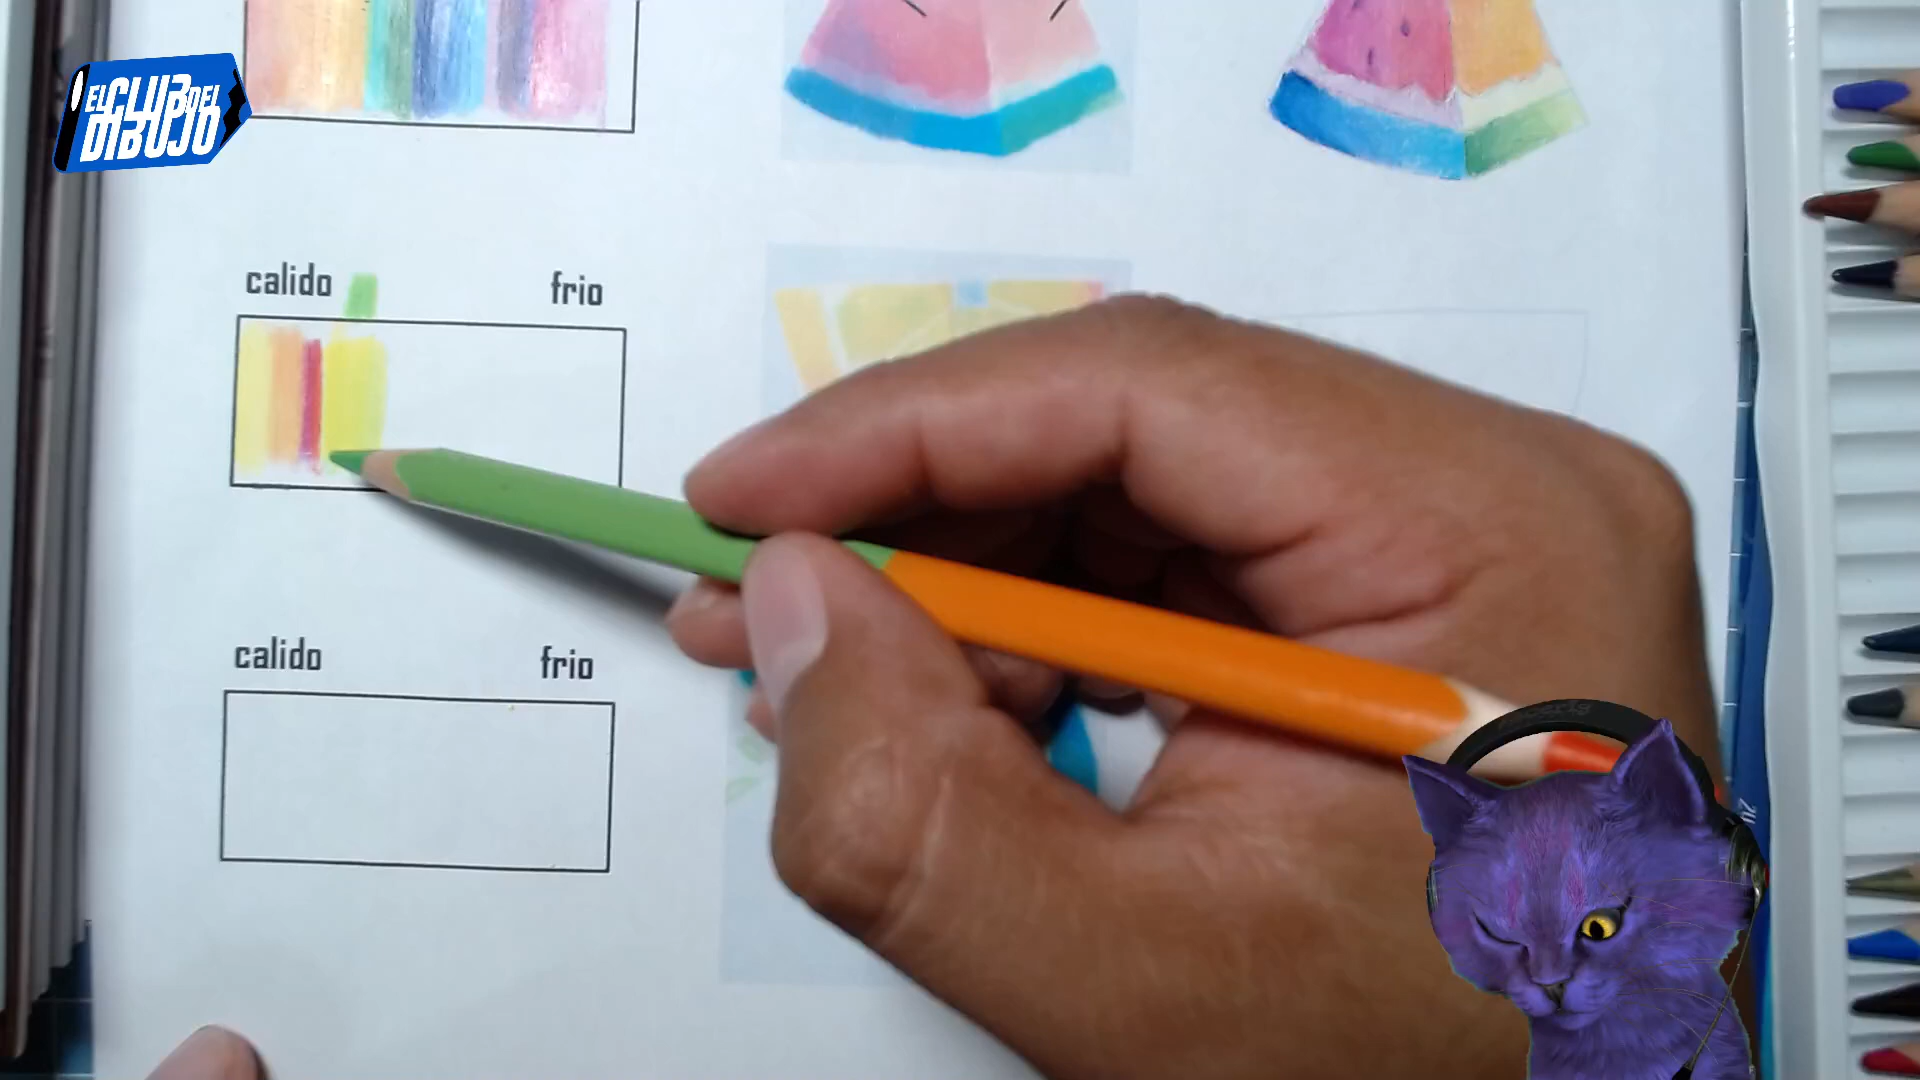 EL CLUB DEL
DIBUJO
calido
frio
calido
frio